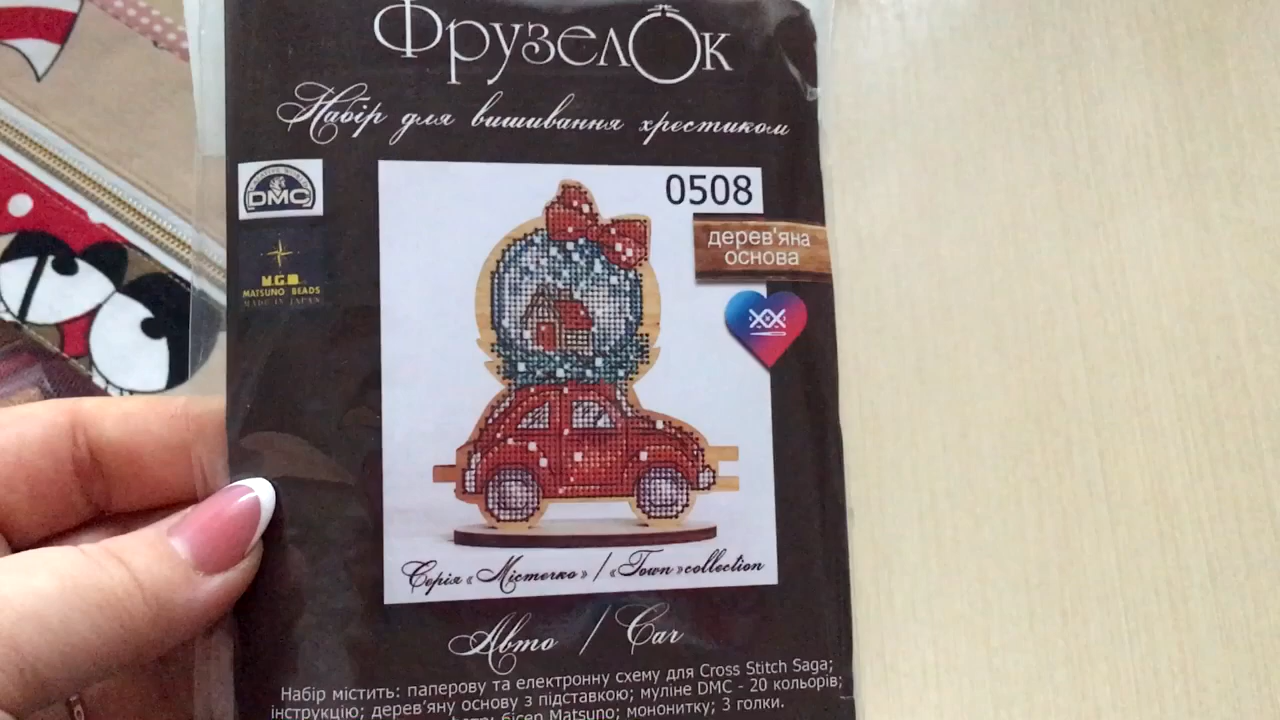 ФрузелОк
Набір для вишивання хрестиком
DMC
0508
дерев'яна
основа
M.G.B.
MATSUNO BEADS
MADE IN JAPAN
Серія «Містечко» / «Town» collection
Авто / Car
Набір містить: паперову та електронну схему для Cross Stitch Saga;
інструкцію; дерев'яну основу з підставкою; муліне DMC - 20 кольорів;
бісер Matsuno; мононитку; 3 голки.